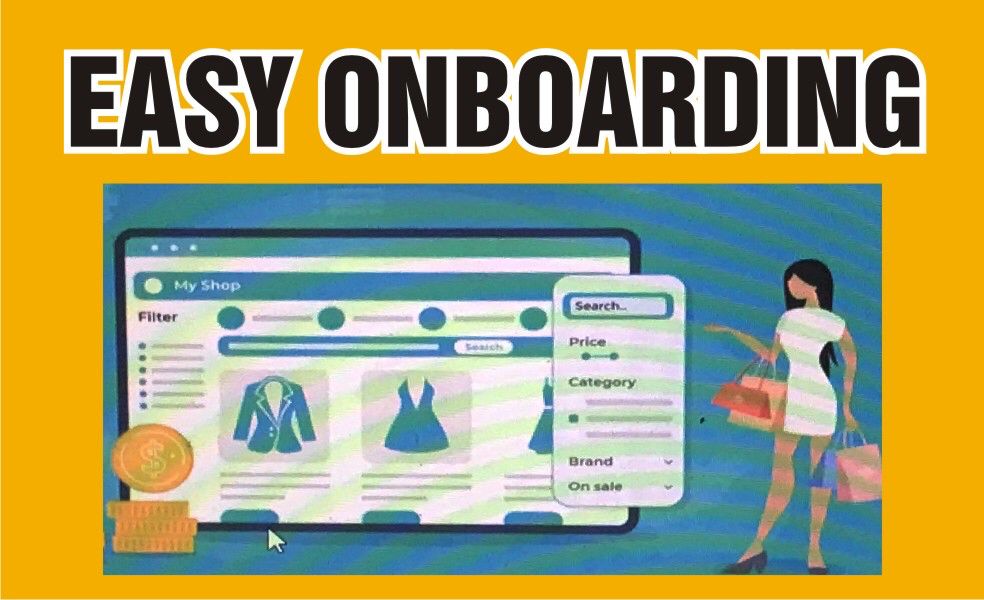 EASY ONBOARDING
My Shop
Filter
Search
Search..
Price
Category
Brand
On sale
$